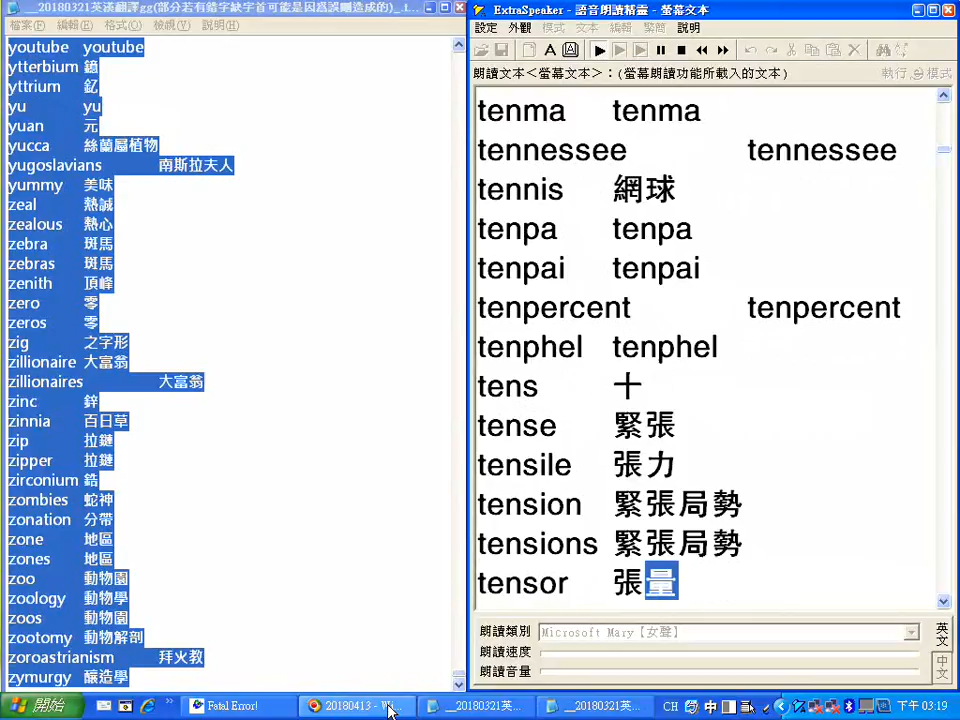 __20180321英漢翻譯gg(部分若有錯字缺字首可能是因爲誤剛造成的)_.t...
檔案(F) 編輯(E) 格式(O) 檢視(V) 說明(H)
youtube youtube
ytterbium 鐿
yttrium 釔
yu yu
yuan 元
yucca 絲蘭屬植物
yugoslavians 南斯拉夫人
yummy 美味
zeal 熱誠
zealous 熱心
zebra 斑馬
zebras 斑馬
zenith 頂峰
zero 零
zeros 零
zig 之字形
zillionaire 大富翁
zillionaires 大富翁
zinc 鋅
zinnia 百日草
zip 拉鏈
zipper 拉鏈
zirconium 鋯
zombies 蛇神
zonation 分帶
zone 地區
zones 地區
zoo 動物園
zoology 動物學
zoos 動物園
zootomy 動物解剖
zoroastrianism 拜火教
zymurgy 釀造學
ExtraSpeaker - 語音朗讀精靈 - 螢幕文本
設定 外觀 模式 文本 編輯 繁簡 說明
朗讀文本<螢幕文本>：(螢幕朗讀功能所載入的文本) 執行 模式
tenma tenma
tennessee tennessee
tennis 網球
tenpa tenpa
tenpai tenpai
tenpercent tenpercent
tenphel tenphel
tens 十
tense 緊張
tensile 張力
tension 緊張局勢
tensions 緊張局勢
tensor 張量
朗讀類別 Microsoft Mary【女聲】
朗讀速度
朗讀音量
英文
中文
開始 » Fatal Error! 20180413 - Wi... __20180321英... __20180321英... CH 中 下午 03:19